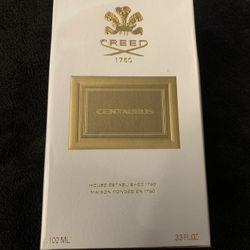 CREED
1760
CENTAURUS
HOUSE ESTABLISHED 1760
MAISON FONDÉE EN 1760
100 ML 3.3 FL.OZ